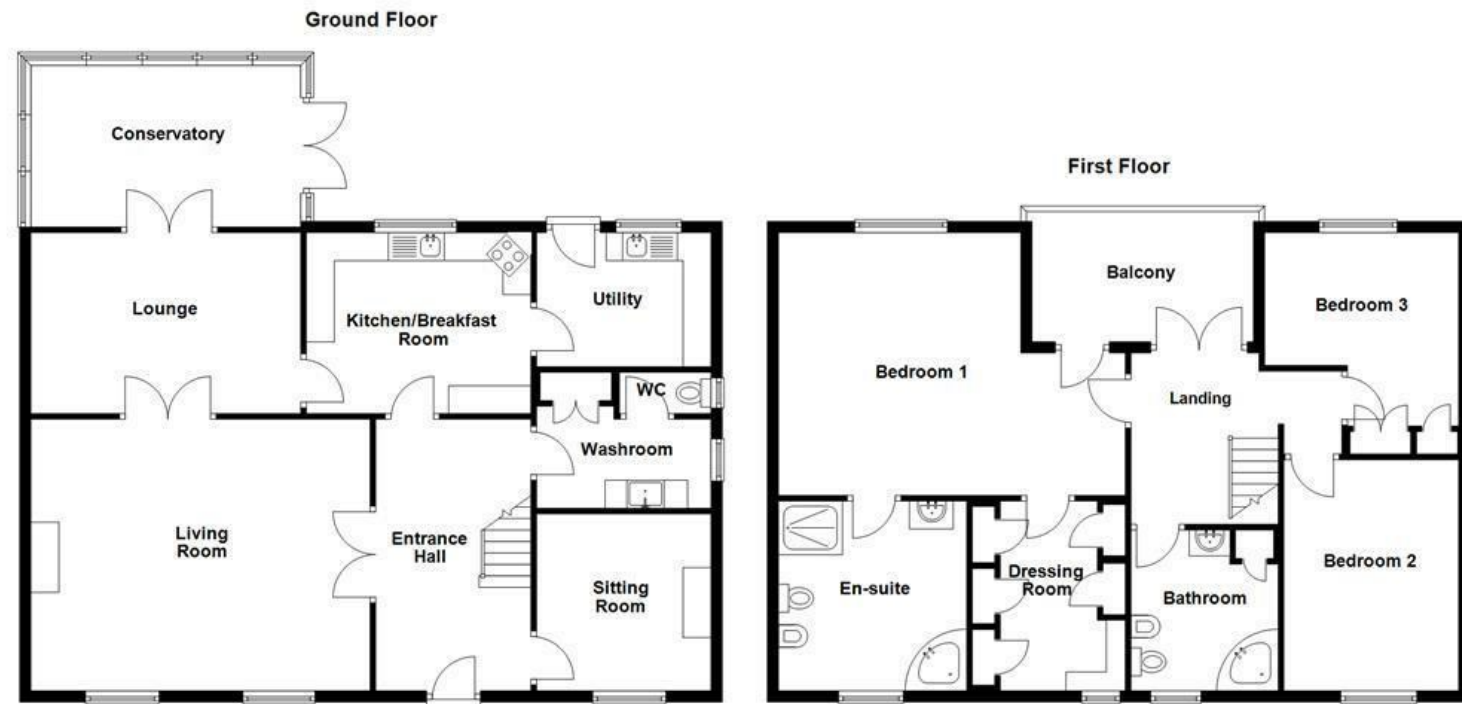 Ground Floor
Conservatory
Lounge
Kitchen/Breakfast
Room
Utility
WC
Washroom
Living
Room
Entrance
Hall
Sitting
Room
First Floor
Balcony
Bedroom 3
Bedroom 1
Landing
En-suite
Dressing
Room
Bathroom
Bedroom 2